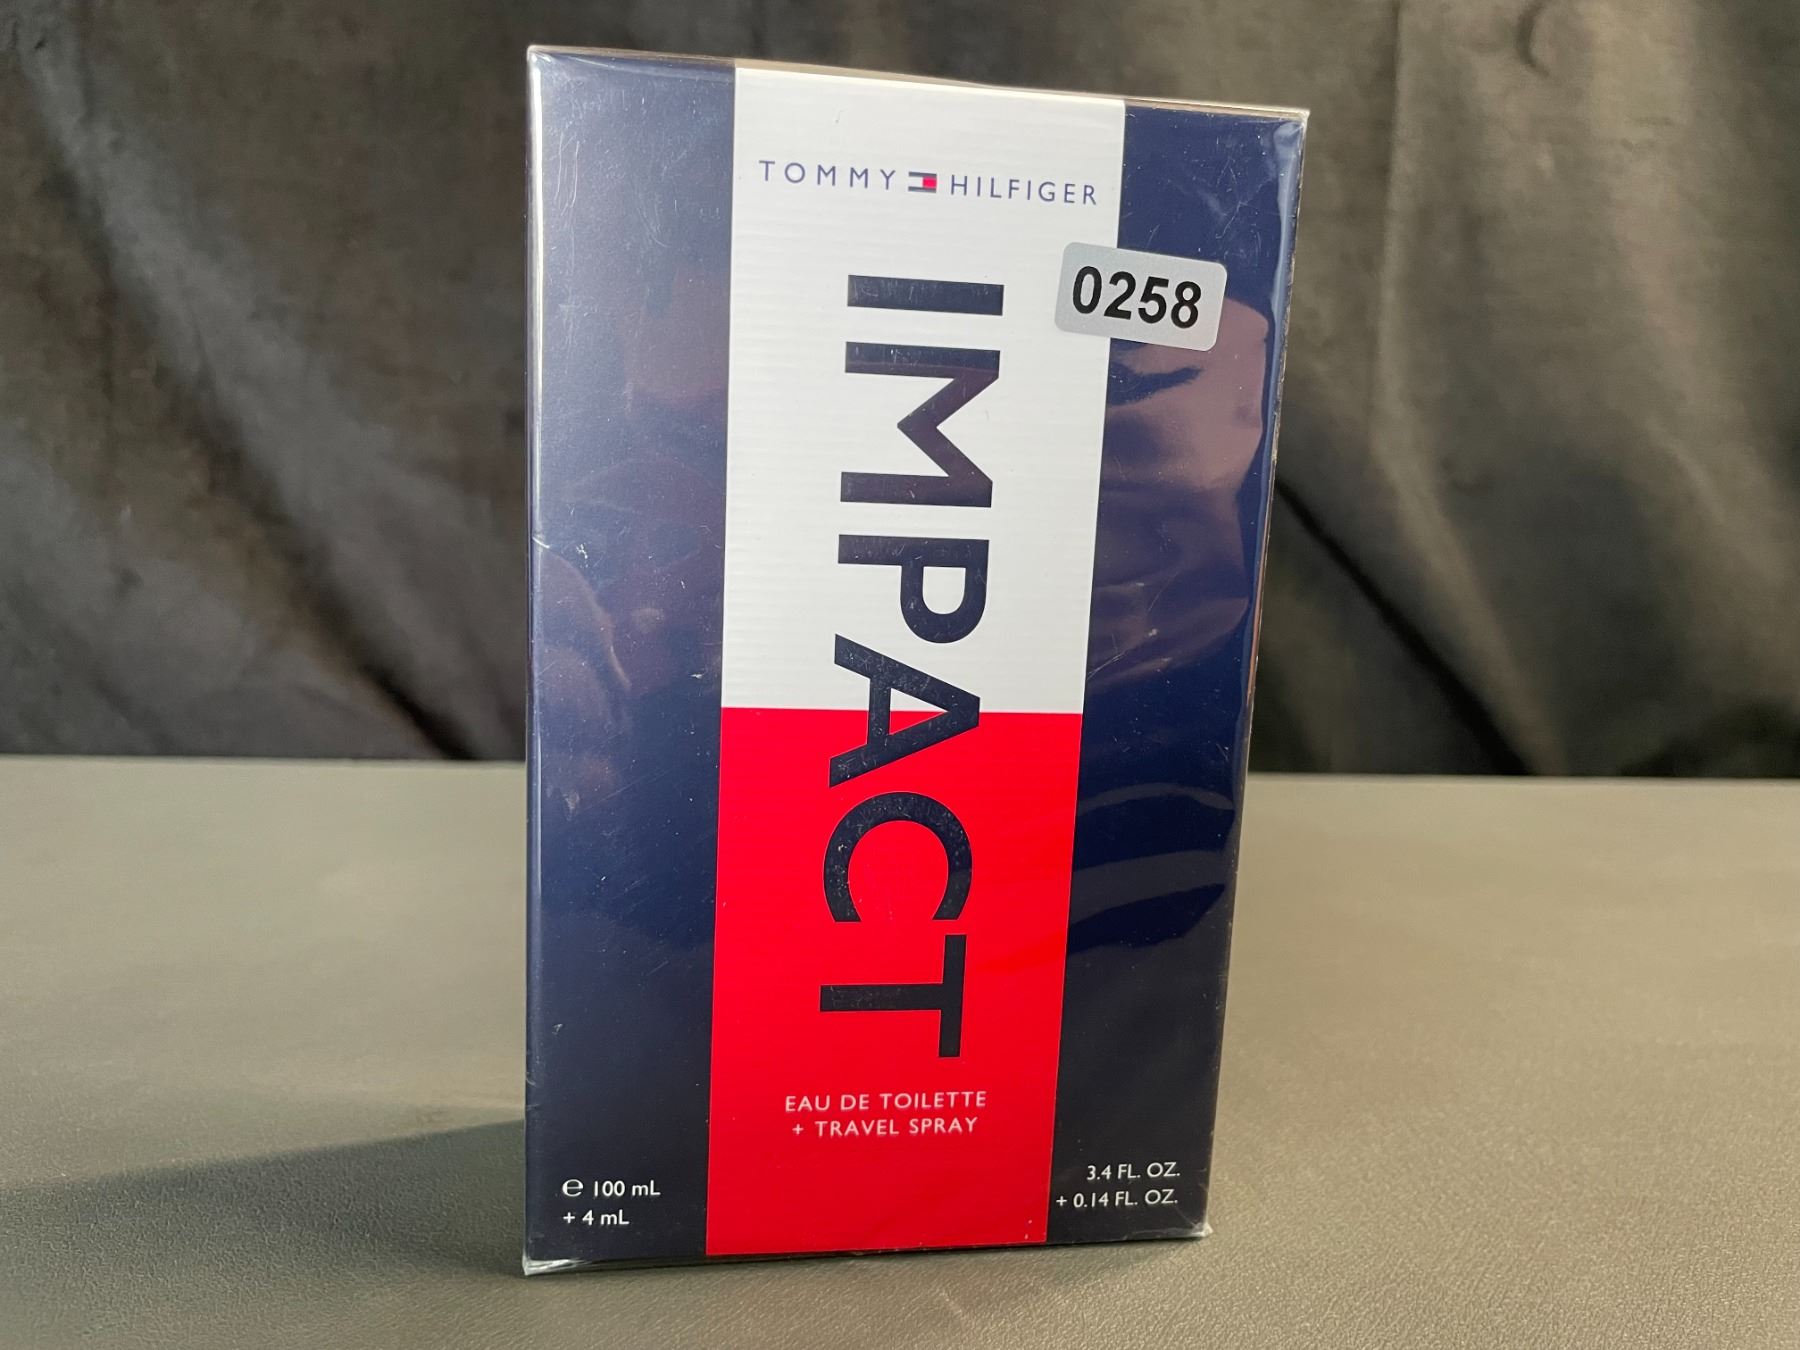 TOMMY HILFIGER
0258
IMPACT
EAU DE TOILETTE
+ TRAVEL SPRAY
℮ 100 mL
+ 4 mL
3.4 FL. OZ.
+ 0.14 FL. OZ.